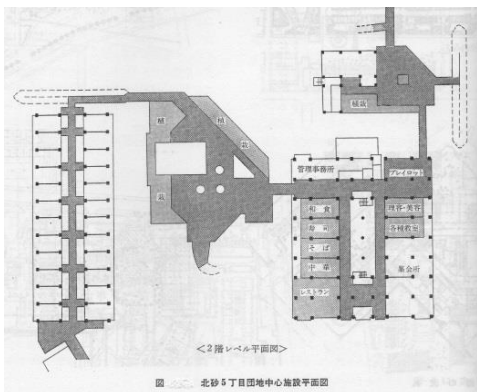 植
植
栽
栽
植栽
管理事務所
プレイロット
和食
寿司
そば
中華
レストラン
理容・美容
各種教室
集会所
＜2階レベル平面図＞
図 北砂5丁目団地中心施設平面図